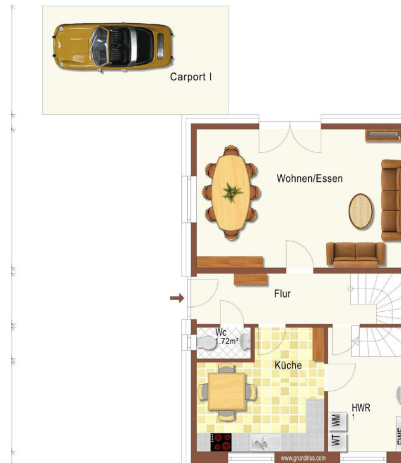 Carport I
Wohnen/Essen
Flur
Wc
1.72m²
Küche
HWR
1
WM
WT
www.grundriss.com